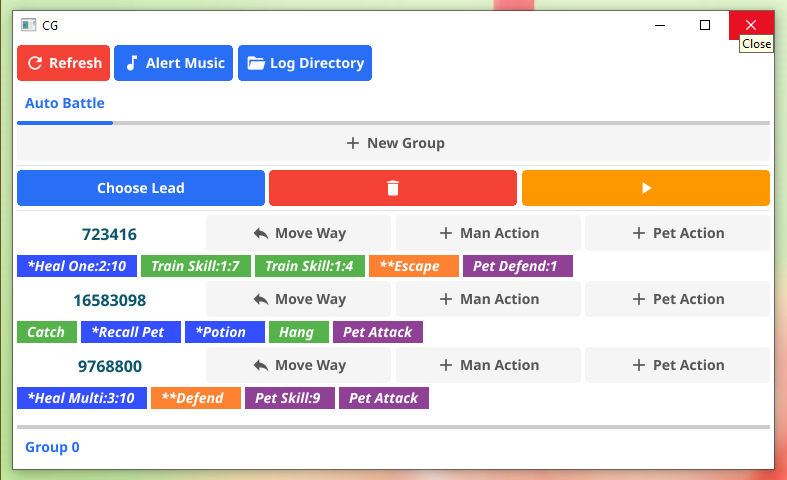 CG
Close
Refresh Alert Music Log Directory
Auto Battle
New Group
Choose Lead
723416 Move Way Man Action Pet Action
*Heal One:2:10 Train Skill:1:7 Train Skill:1:4 **Escape Pet Defend:1
16583098 Move Way Man Action Pet Action
Catch *Recall Pet *Potion Hang Pet Attack
9768800 Move Way Man Action Pet Action
*Heal Multi:3:10 **Defend Pet Skill:9 Pet Attack
Group 0